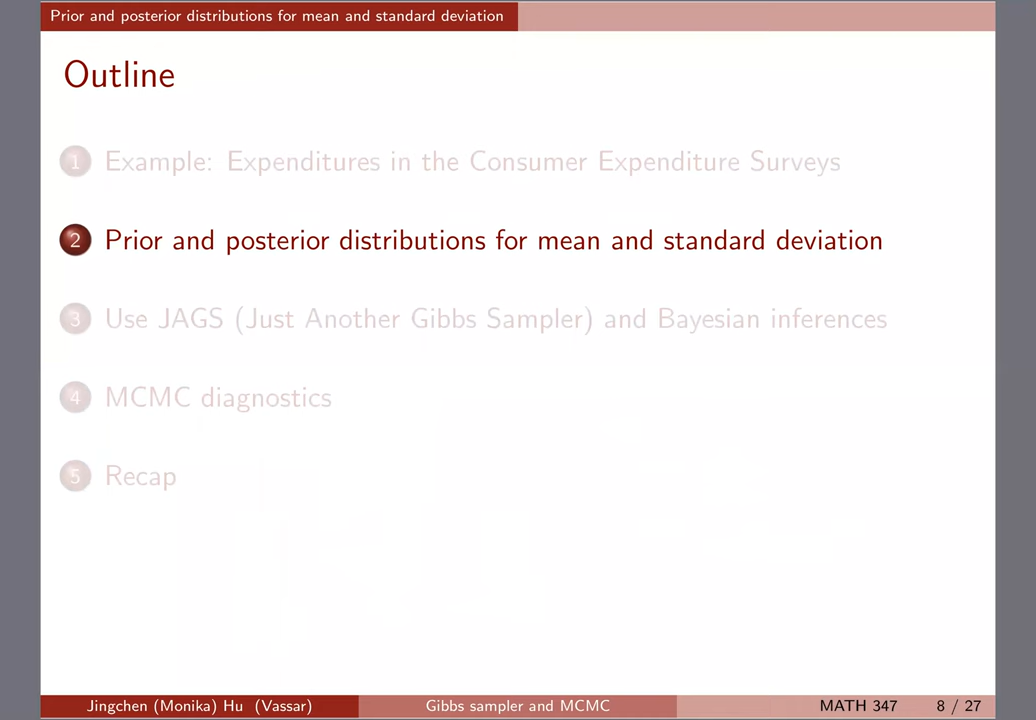 Prior and posterior distributions for mean and standard deviation
Outline
1 Example: Expenditures in the Consumer Expenditure Surveys
2 Prior and posterior distributions for mean and standard deviation
3 Use JAGS (Just Another Gibbs Sampler) and Bayesian inferences
4 MCMC diagnostics
5 Recap
Jingchen (Monika) Hu (Vassar) Gibbs sampler and MCMC MATH 347 8 / 27